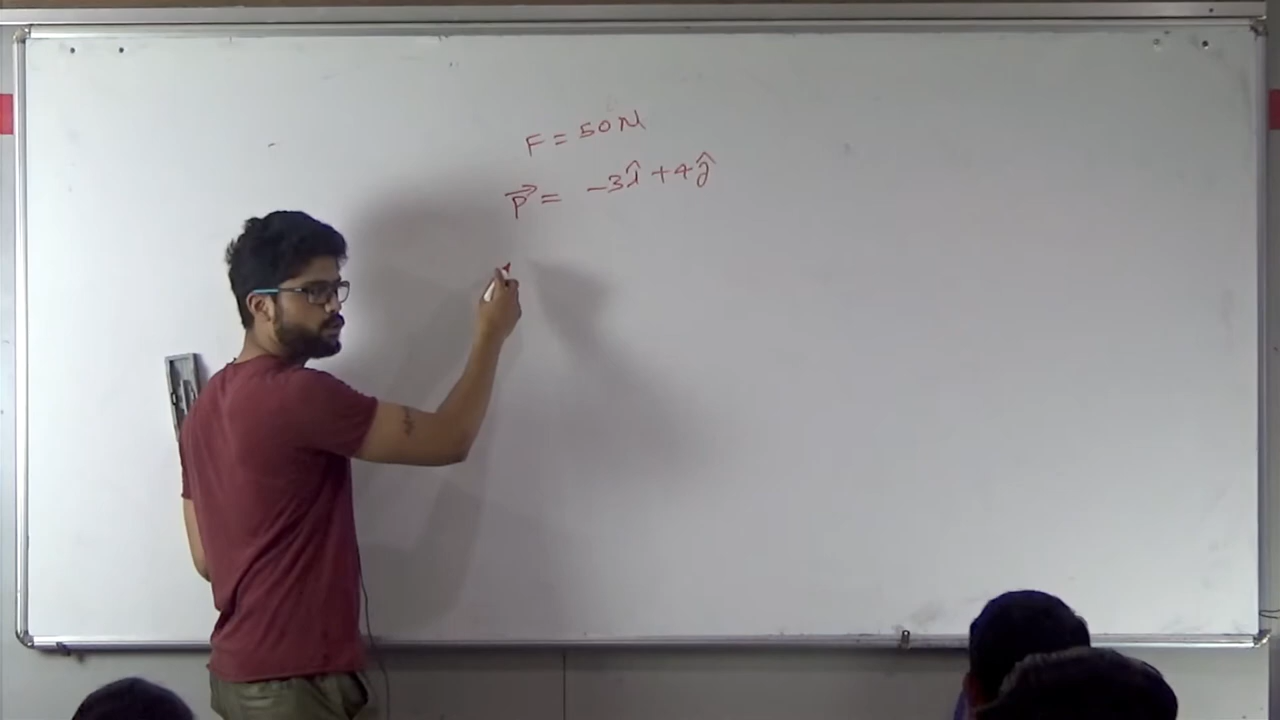 F = 50N
P⃗ = -3î + 4ĵ